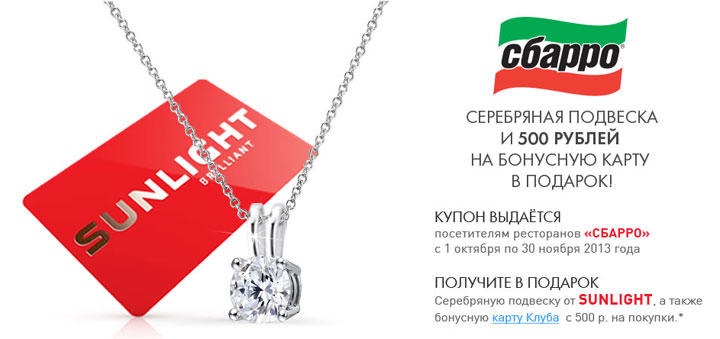 SUNLIGHT
BRILLIANT
сбарро®
СЕРЕБРЯНАЯ ПОДВЕСКА
И 500 РУБЛЕЙ
НА БОНУСНУЮ КАРТУ
В ПОДАРОК!
КУПОН ВЫДАЁТСЯ
посетителям ресторанов «СБАРРО»
с 1 октября по 30 ноября 2013 года
ПОЛУЧИТЕ В ПОДАРОК
Серебряную подвеску от SUNLIGHT, а также
бонусную карту Клуба с 500 р. на покупки.*